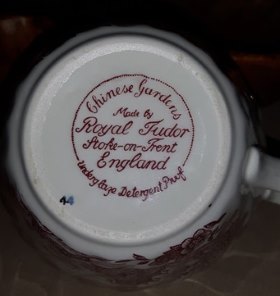 Chinese Gardens
Made by
Royal Tudor
Stoke-on-Trent
England
Underglaze Detergent Proof
44